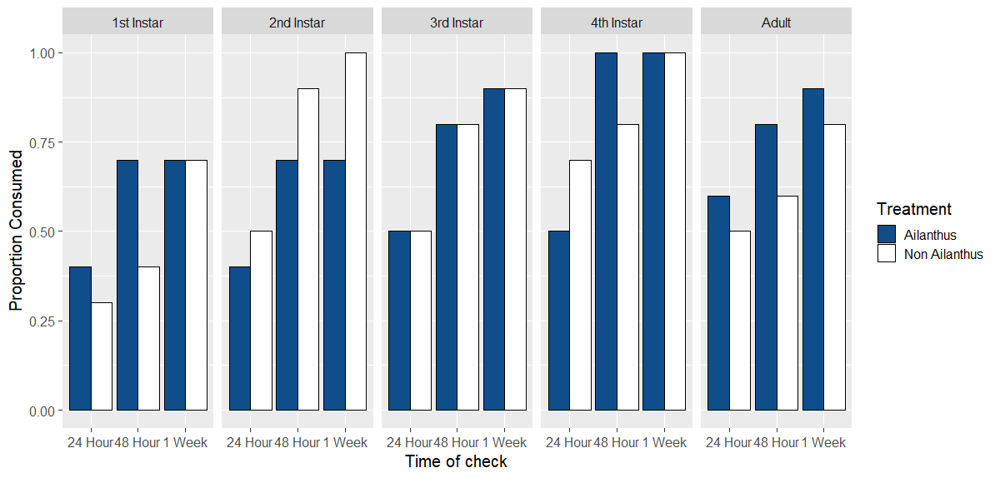 1st Instar 2nd Instar 3rd Instar 4th Instar Adult
1.00
0.75
0.50
0.25
0.00
Proportion Consumed
24 Hour 48 Hour 1 Week 24 Hour 48 Hour 1 Week 24 Hour 48 Hour 1 Week 24 Hour 48 Hour 1 Week 24 Hour 48 Hour 1 Week
Time of check
Treatment
Ailanthus
Non Ailanthus